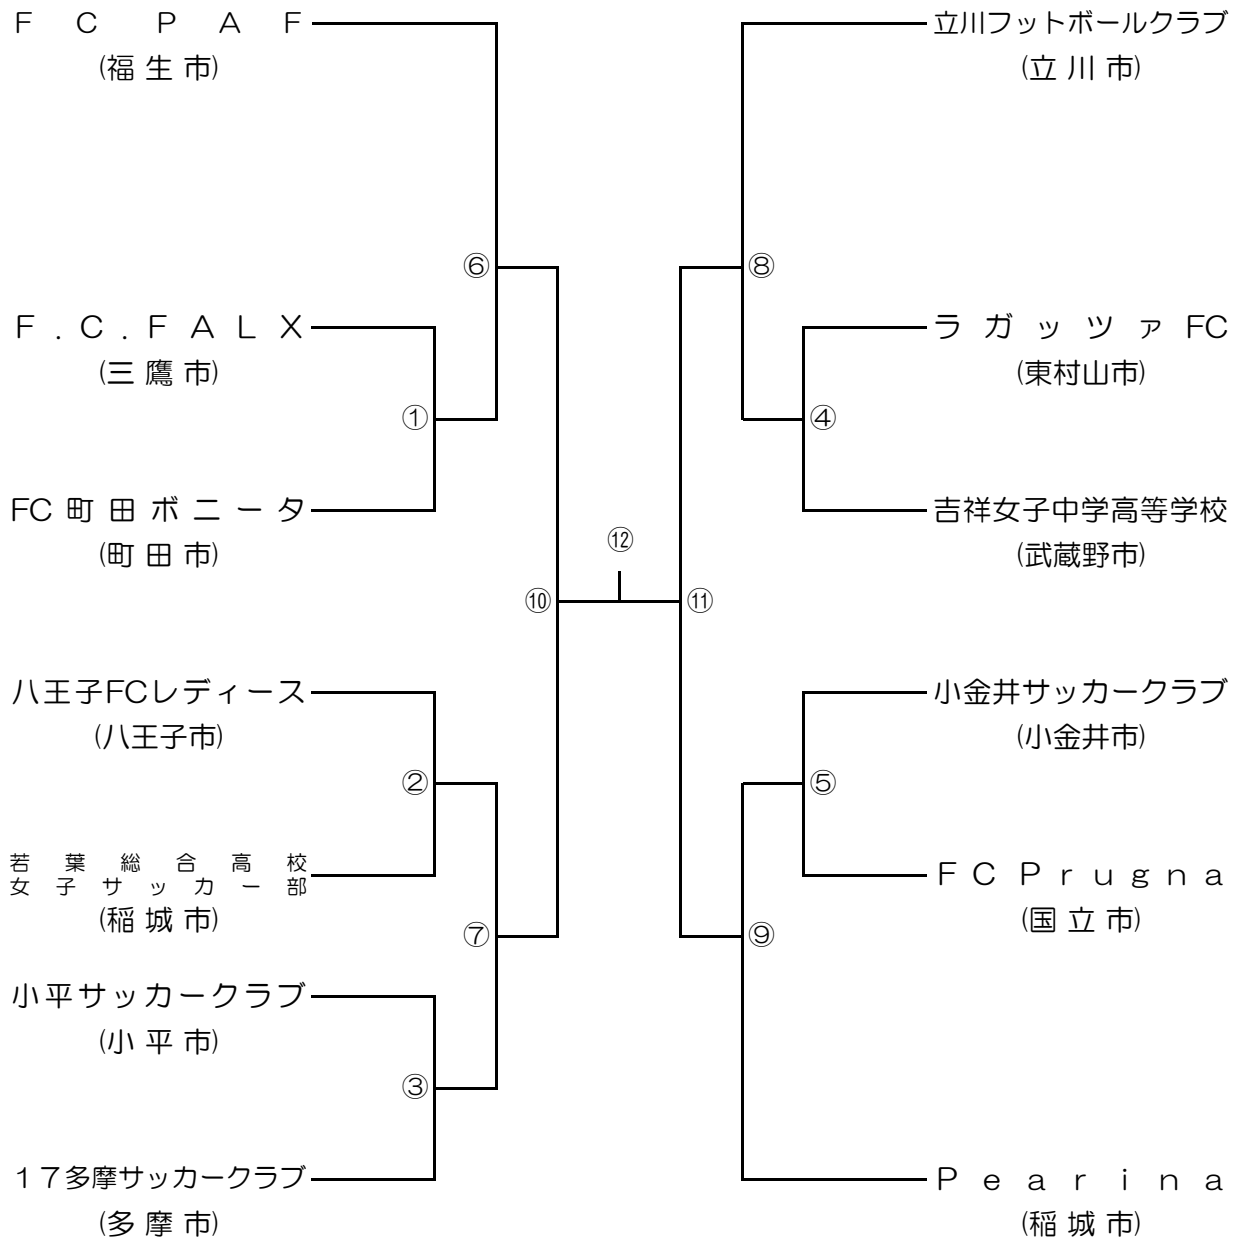 FC PAF
(福生市)
⑥
F.C.FALX
(三鷹市)
①
FC町田ボニータ
(町田市)
⑩
八王子FCレディース
(八王子市)
②
若葉総合高校
女子サッカー部
(稲城市)
⑦
小平サッカークラブ
(小平市)
③
17多摩サッカークラブ
(多摩市)
⑫
立川フットボールクラブ
(立川市)
⑧
ラガッツァFC
(東村山市)
④
吉祥女子中学高等学校
(武蔵野市)
⑪
小金井サッカークラブ
(小金井市)
⑤
FC Prugna
(国立市)
⑨
Pearina
(稲城市)